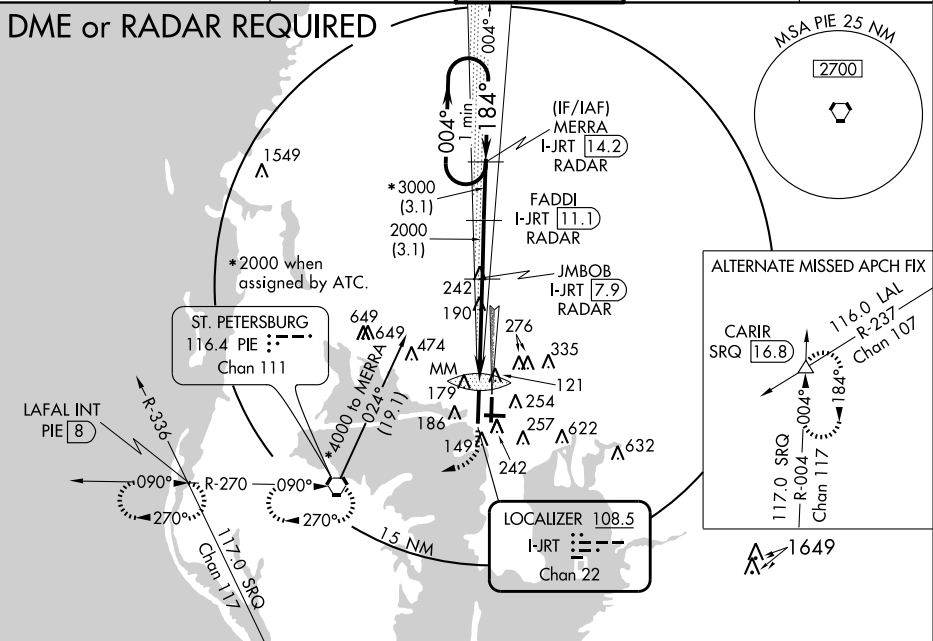 DME or RADAR REQUIRED
MSA PIE 25 NM
2700
004°
004°
1 min
184°
(IF/IAF)
MERRA
I-JRT 14.2
RADAR
1549
*3000
(3.1)
FADDI
I-JRT 11.1
RADAR
2000
(3.1)
*2000 when
assigned by ATC.
JMBOB
I-JRT 7.9
RADAR
242
190
ALTERNATE MISSED APCH FIX
116.0 LAL
R-237
Chan 107
CARIR
SRQ 16.8
004°
184°
117.0 SRQ
R-004
Chan 117
ST. PETERSBURG
116.4 PIE
Chan 111
649
649
474
276
335
MM
179
121
254
186
257
622
149
242
632
*4000 to MERRA
024°
(19.1)
LAFAL INT
PIE 8
R-336
090°
R-270
090°
270°
270°
15 NM
117.0 SRQ
Chan 117
LOCALIZER 108.5
I-JRT
Chan 22
1649